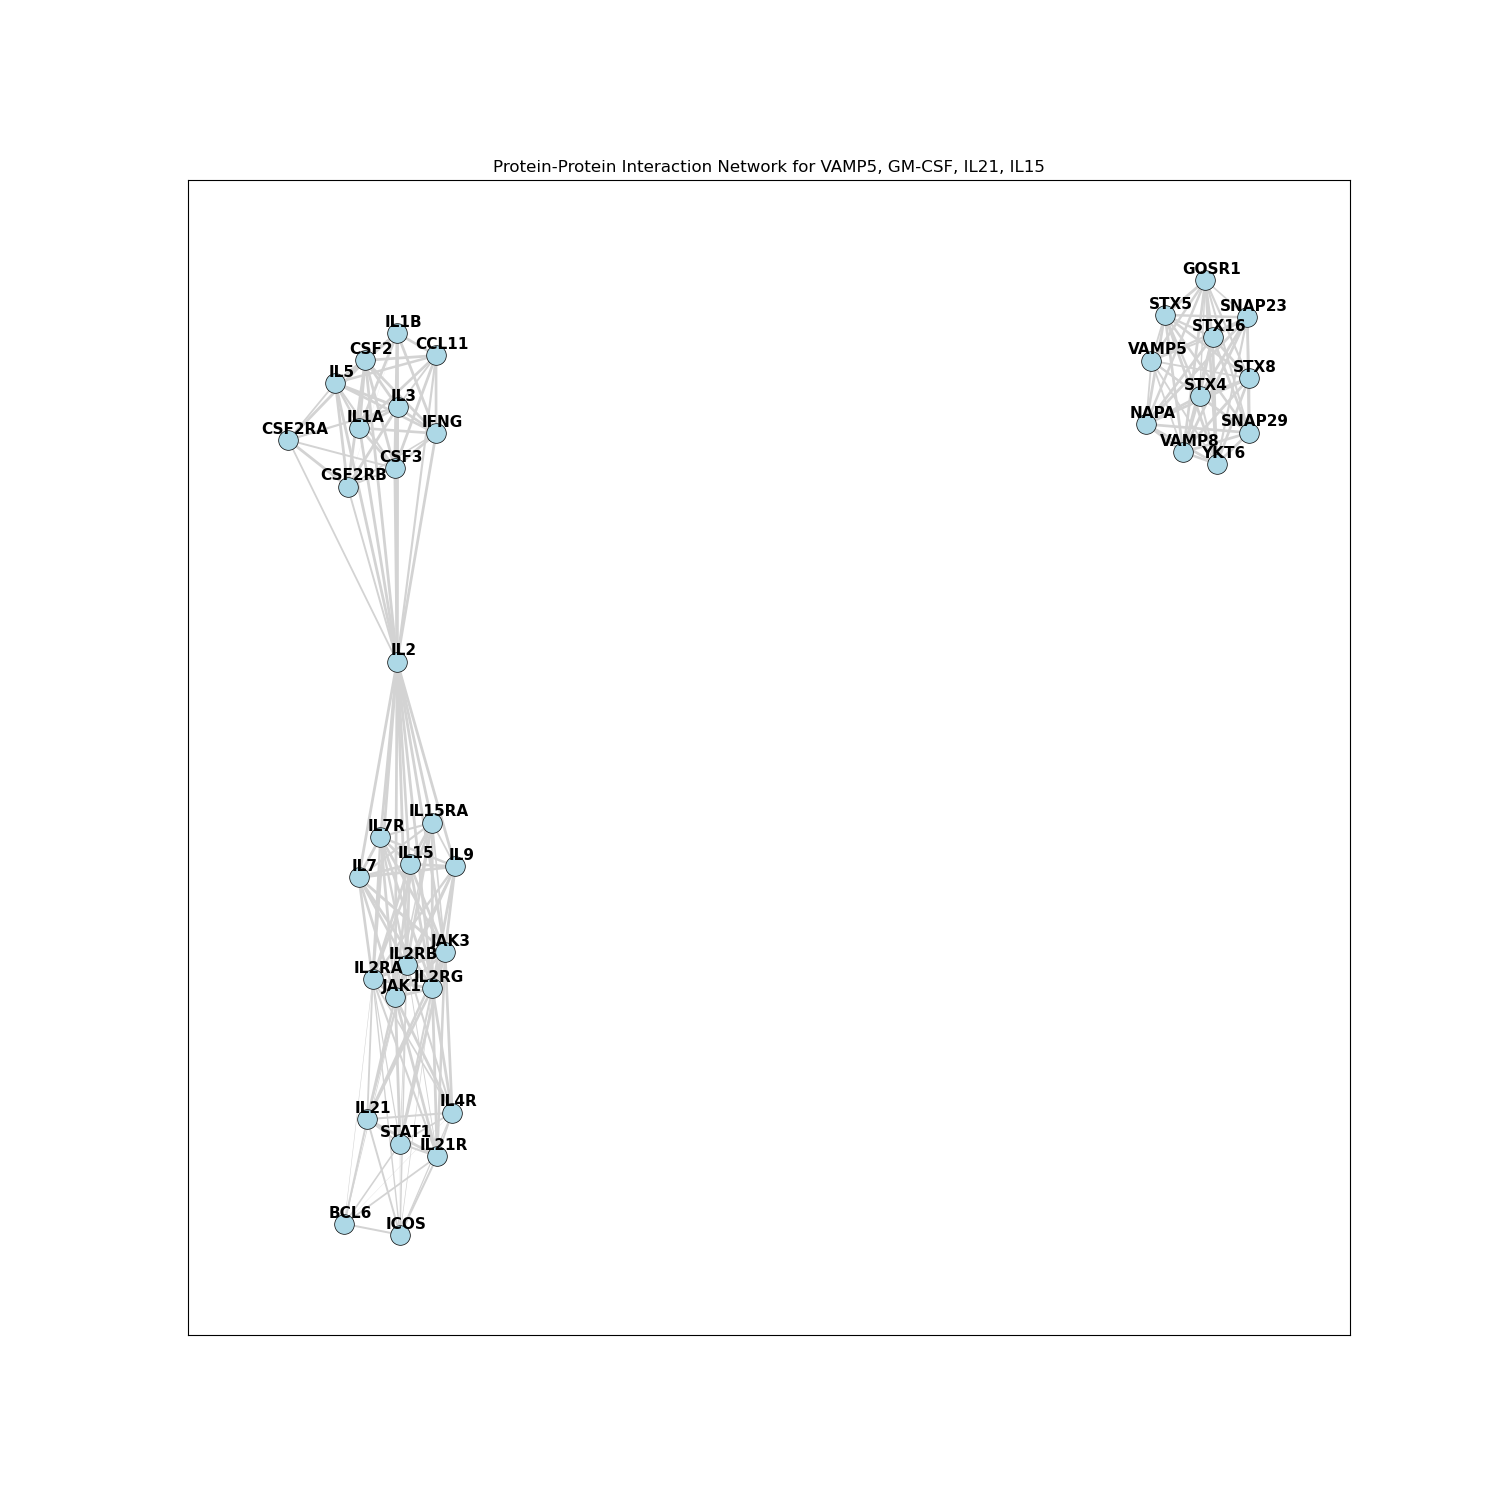 Protein-Protein Interaction Network for VAMP5, GM-CSF, IL21, IL15
GOSR1
STX5
SNAP23
STX16
VAMP5
STX8
STX4
NAPA
SNAP29
VAMP8
YKT6
IL1B
CCL11
CSF2
IL5
IL3
IL1A
IFNG
CSF2RA
CSF3
CSF2RB
IL2
IL15RA
IL7R
IL15
IL9
IL7
JAK3
IL2RB
IL2RA
IL2RG
JAK1
IL4R
IL21
STAT1
IL21R
BCL6
ICOS